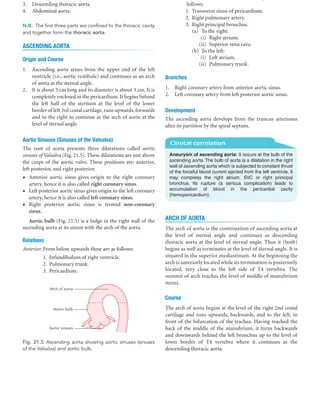 3. Descending thoracic aorta.
4. Abdominal aorta.
N.B. The first three parts are confined to the thoracic cavity
and together form the thoracic aorta.
ASCENDING AORTA
Origin and Course
1. Ascending aorta arises from the upper end of the left
ventricle (i.e., aortic vestibule) and continues as an arch
of aorta at the sternal angle.
2. It is about 5 cm long and its diameter is about 3 cm. It is
completely enclosed in the pericardium. It begins behind
the left half of the sternum at the level of the lower
border of left 3rd costal cartilage, runs upwards, forwards
and to the right to continue as the arch of aorta at the
level of sternal angle.
Aortic Sinuses (Sinuses of the Valsalva)
The root of aorta presents three dilatations called aortic
sinuses of Valsalva (Fig. 21.5). These dilatations are just above
the cusps of the aortic valve. These positions are: anterior,
left posterior, and right posterior.
• Anterior aortic sinus gives origin to the right coronary
artery, hence it is also called right coronary sinus.
• Left posterior aortic sinus gives origin to the left coronary
artery, hence it is also called left coronary sinus.
• Right posterior aortic sinus is termed non-coronary
sinus.
Aortic bulb (Fig. 21.5) is a bulge in the right wall of the
ascending aorta at its union with the arch of the aorta.
Relations
Anterior: From below upwards these are as follows:
1. Infundibulum of right ventricle.
2. Pulmonary trunk.
3. Pericardium.
Arch of aorta
Aortic bulb
Aortic sinuses
Fig. 21.5 Ascending aorta showing aortic sinuses (sinuses
of the Valsalva) and aortic bulb.
follows:
1. Transverse sinus of pericardium.
2. Right pulmonary artery.
3. Right principal bronchus.
(a) To the right:
(i) Right atrium.
(ii) Superior vena cava.
(b) To the left:
(i) Left atrium.
(ii) Pulmonary trunk.
Branches
1. Right coronary artery from anterior aortic sinus.
2. Left coronary artery from left posterior aortic sinus.
Development
The ascending aorta develops from the truncus arteriosus
after its partition by the spiral septum.
Clinical correlation
Aneurysm of ascending aorta: It occurs at the bulb of the
ascending aorta. The bulb of aorta is a dilatation in the right
wall of ascending aorta which is subjected to constant thrust
of the forceful blood current ejected from the left ventricle. It
may compress the right atrium, SVC or right principal
bronchus. Its rupture (a serious complication) leads to
accumulation of blood in the pericardial cavity
(hemopericardium).
ARCH OF AORTA
The arch of aorta is the continuation of ascending aorta at
the level of sternal angle and continues as descending
thoracic aorta at the level of sternal angle. Thus it (both)
begins as well as terminates at the level of sternal angle. It is
situated in the superior mediastinum. At the beginning the
arch is anteriorly located while its termination is posteriorly
located, very close to the left side of T4 vertebra. The
summit of arch reaches the level of middle of manubrium
sterni.
Course
The arch of aorta begins at the level of the right 2nd costal
cartilage and runs upwards, backwards, and to the left, in
front of the bifurcation of the trachea. Having reached the
back of the middle of the manubrium, it turns backwards
and downwards behind the left bronchus up to the level of
lower border of T4 vertebra where it continues as the
descending thoracic aorta.